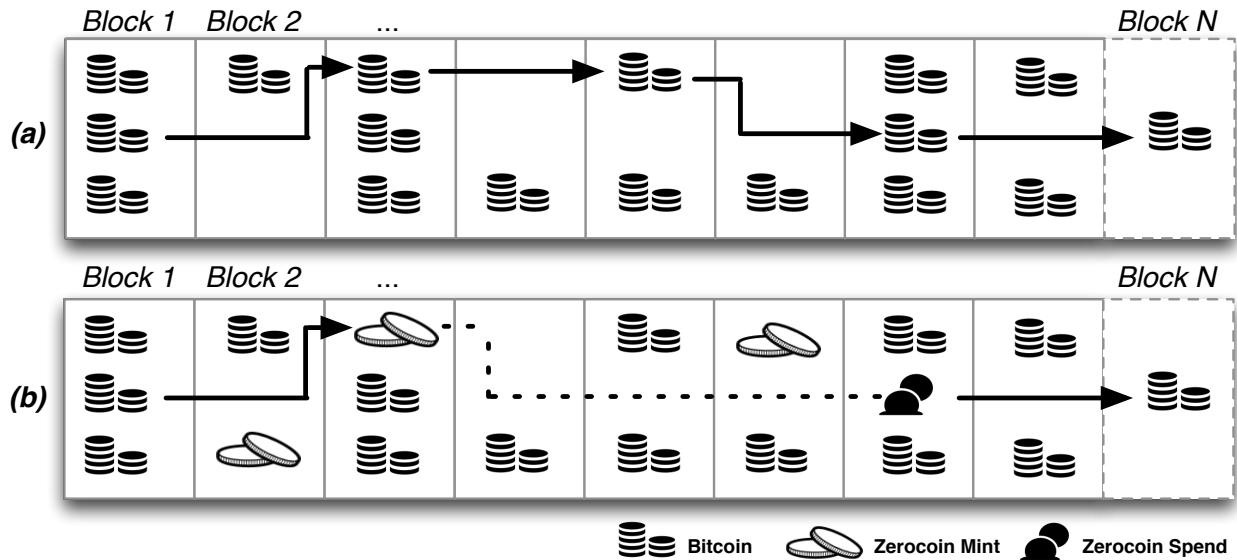 Block 1 Block 2 ... Block N
(a)
Block 1 Block 2 ... Block N
(b)
Bitcoin Zerocoin Mint Zerocoin Spend